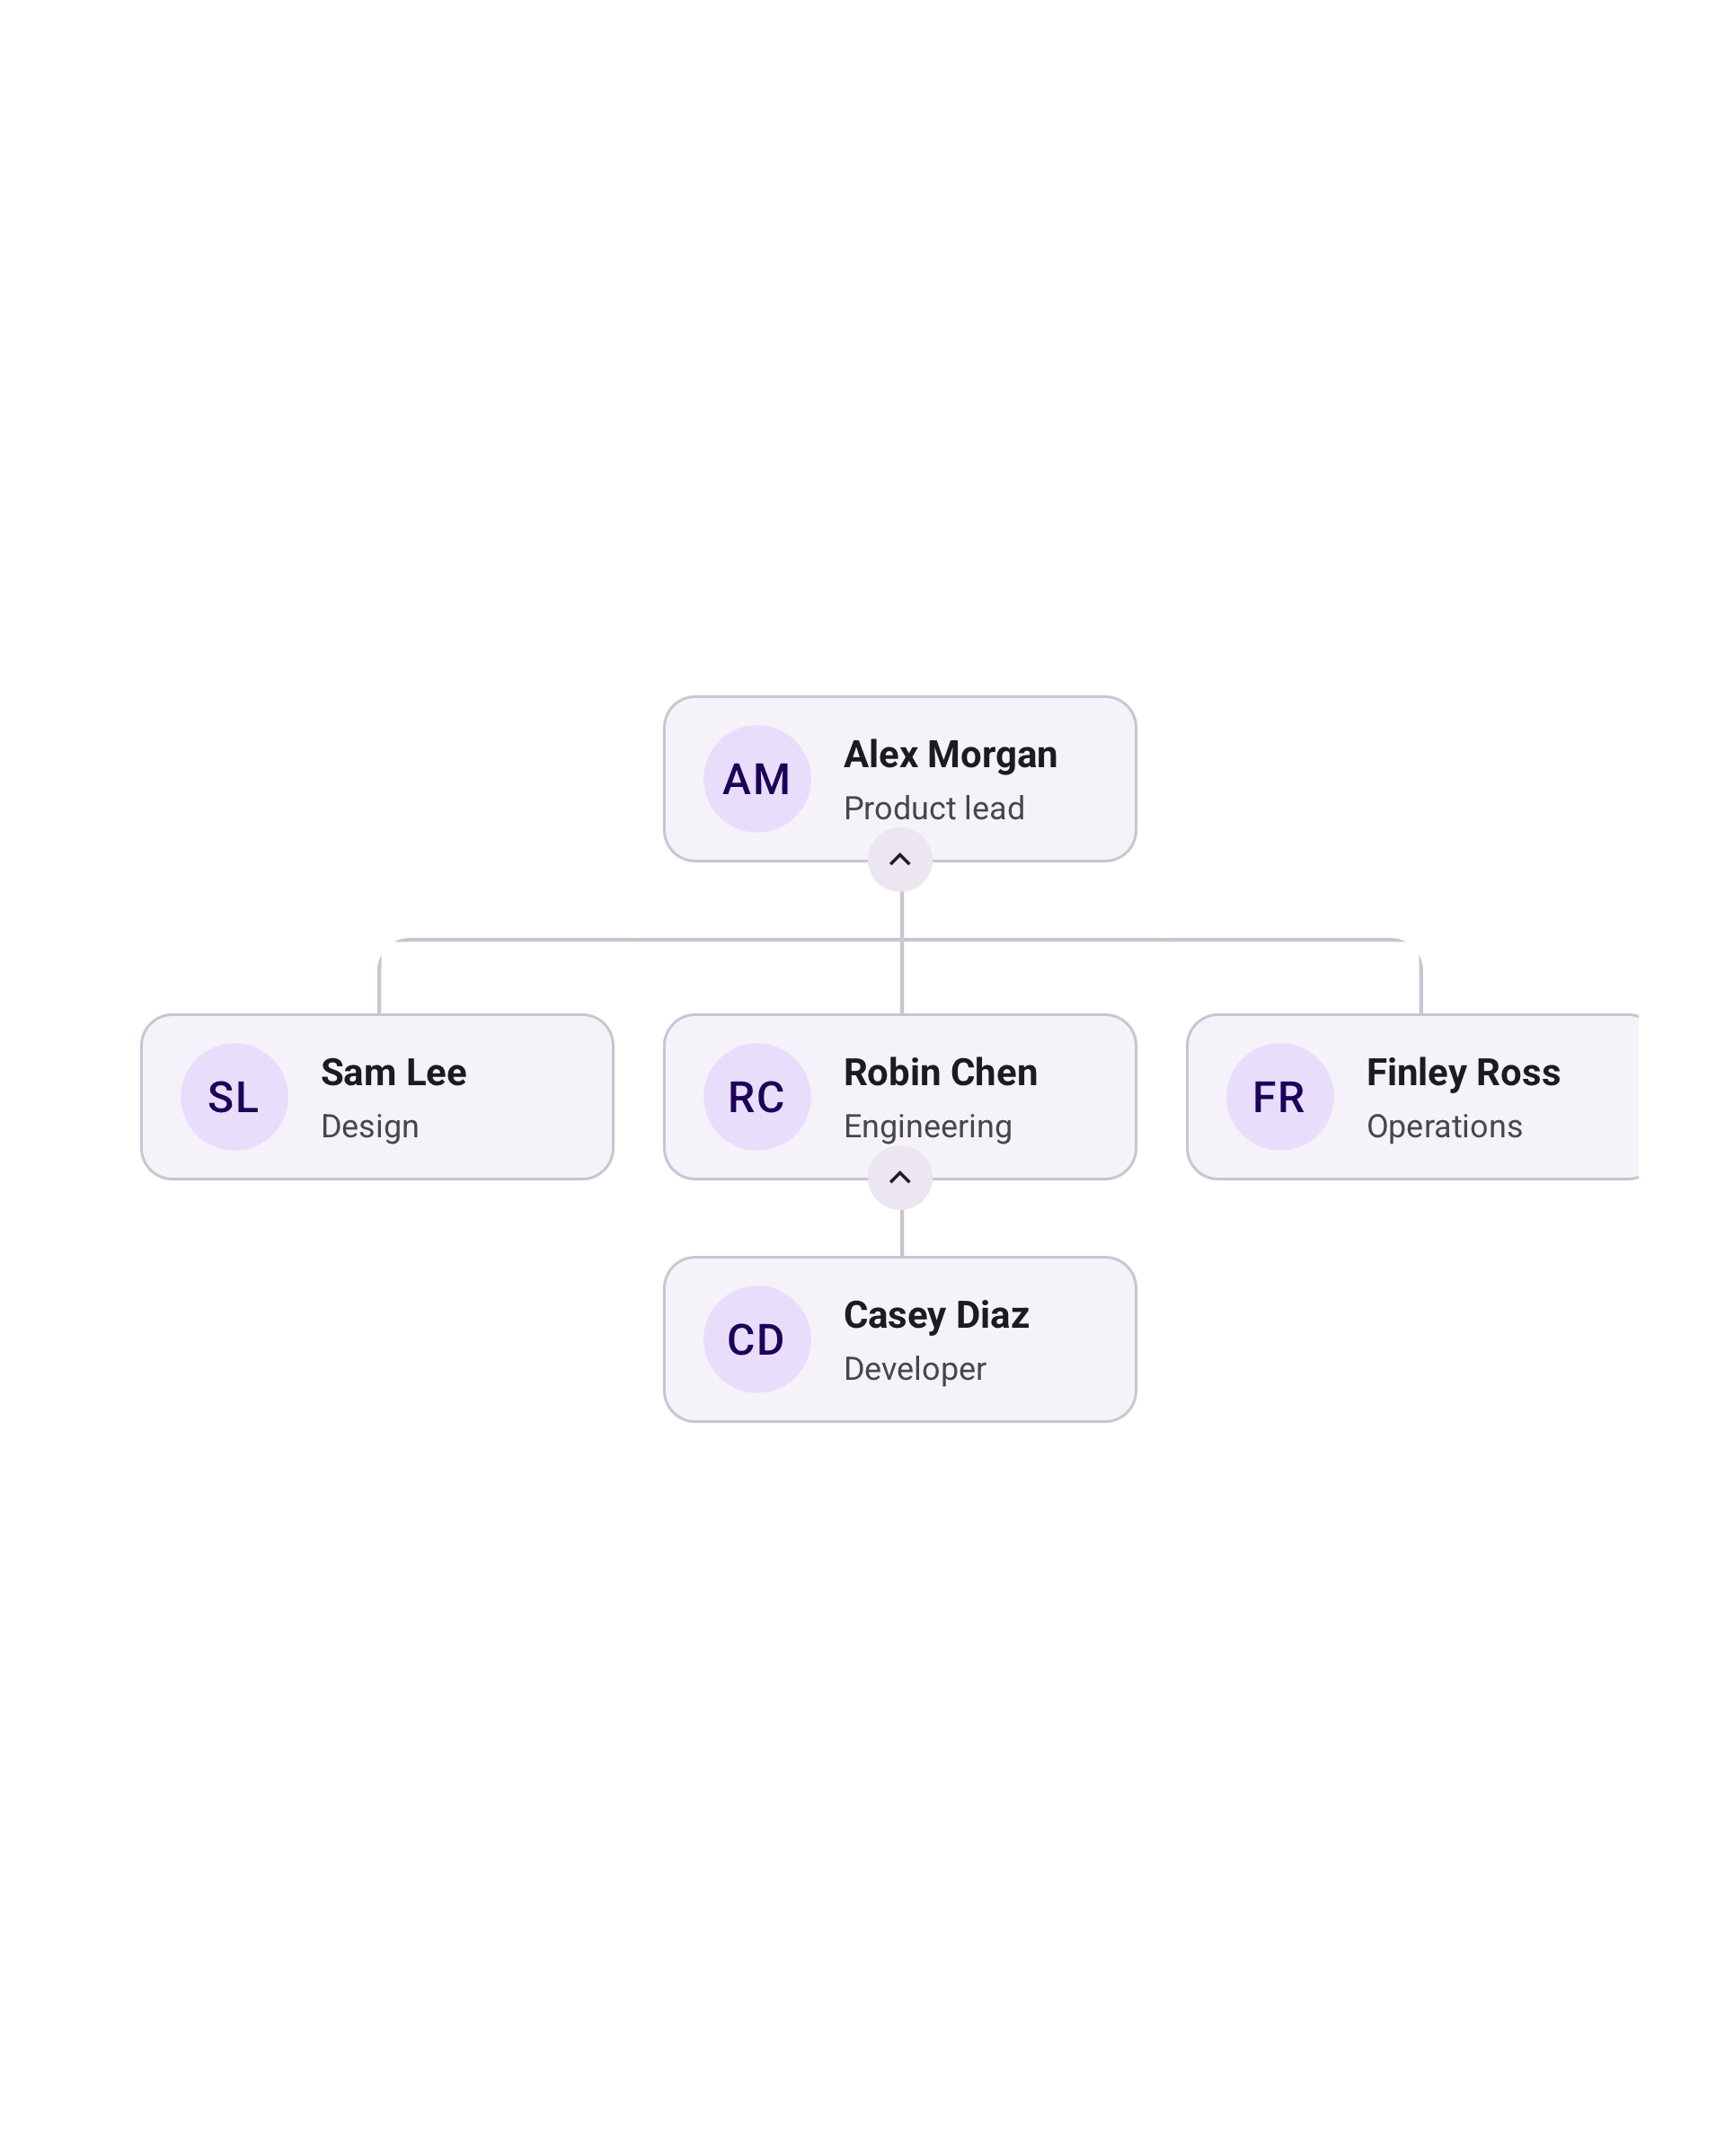 AM
Alex Morgan
Product lead
SL
Sam Lee
Design
RC
Robin Chen
Engineering
FR
Finley Ross
Operations
CD
Casey Diaz
Developer